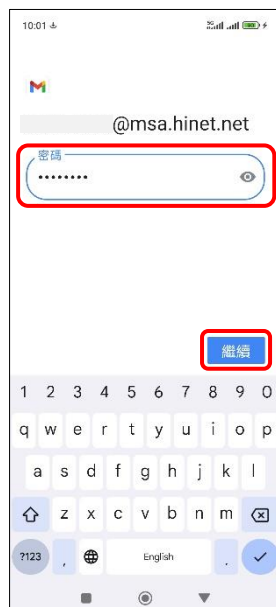 10:01
5G
@msa.hinet.net
密碼
••••••••
繼續
1 2 3 4 5 6 7 8 9 0
q w e r t y u i o p
a s d f g h j k l
z x c v b n m
?123 , English .